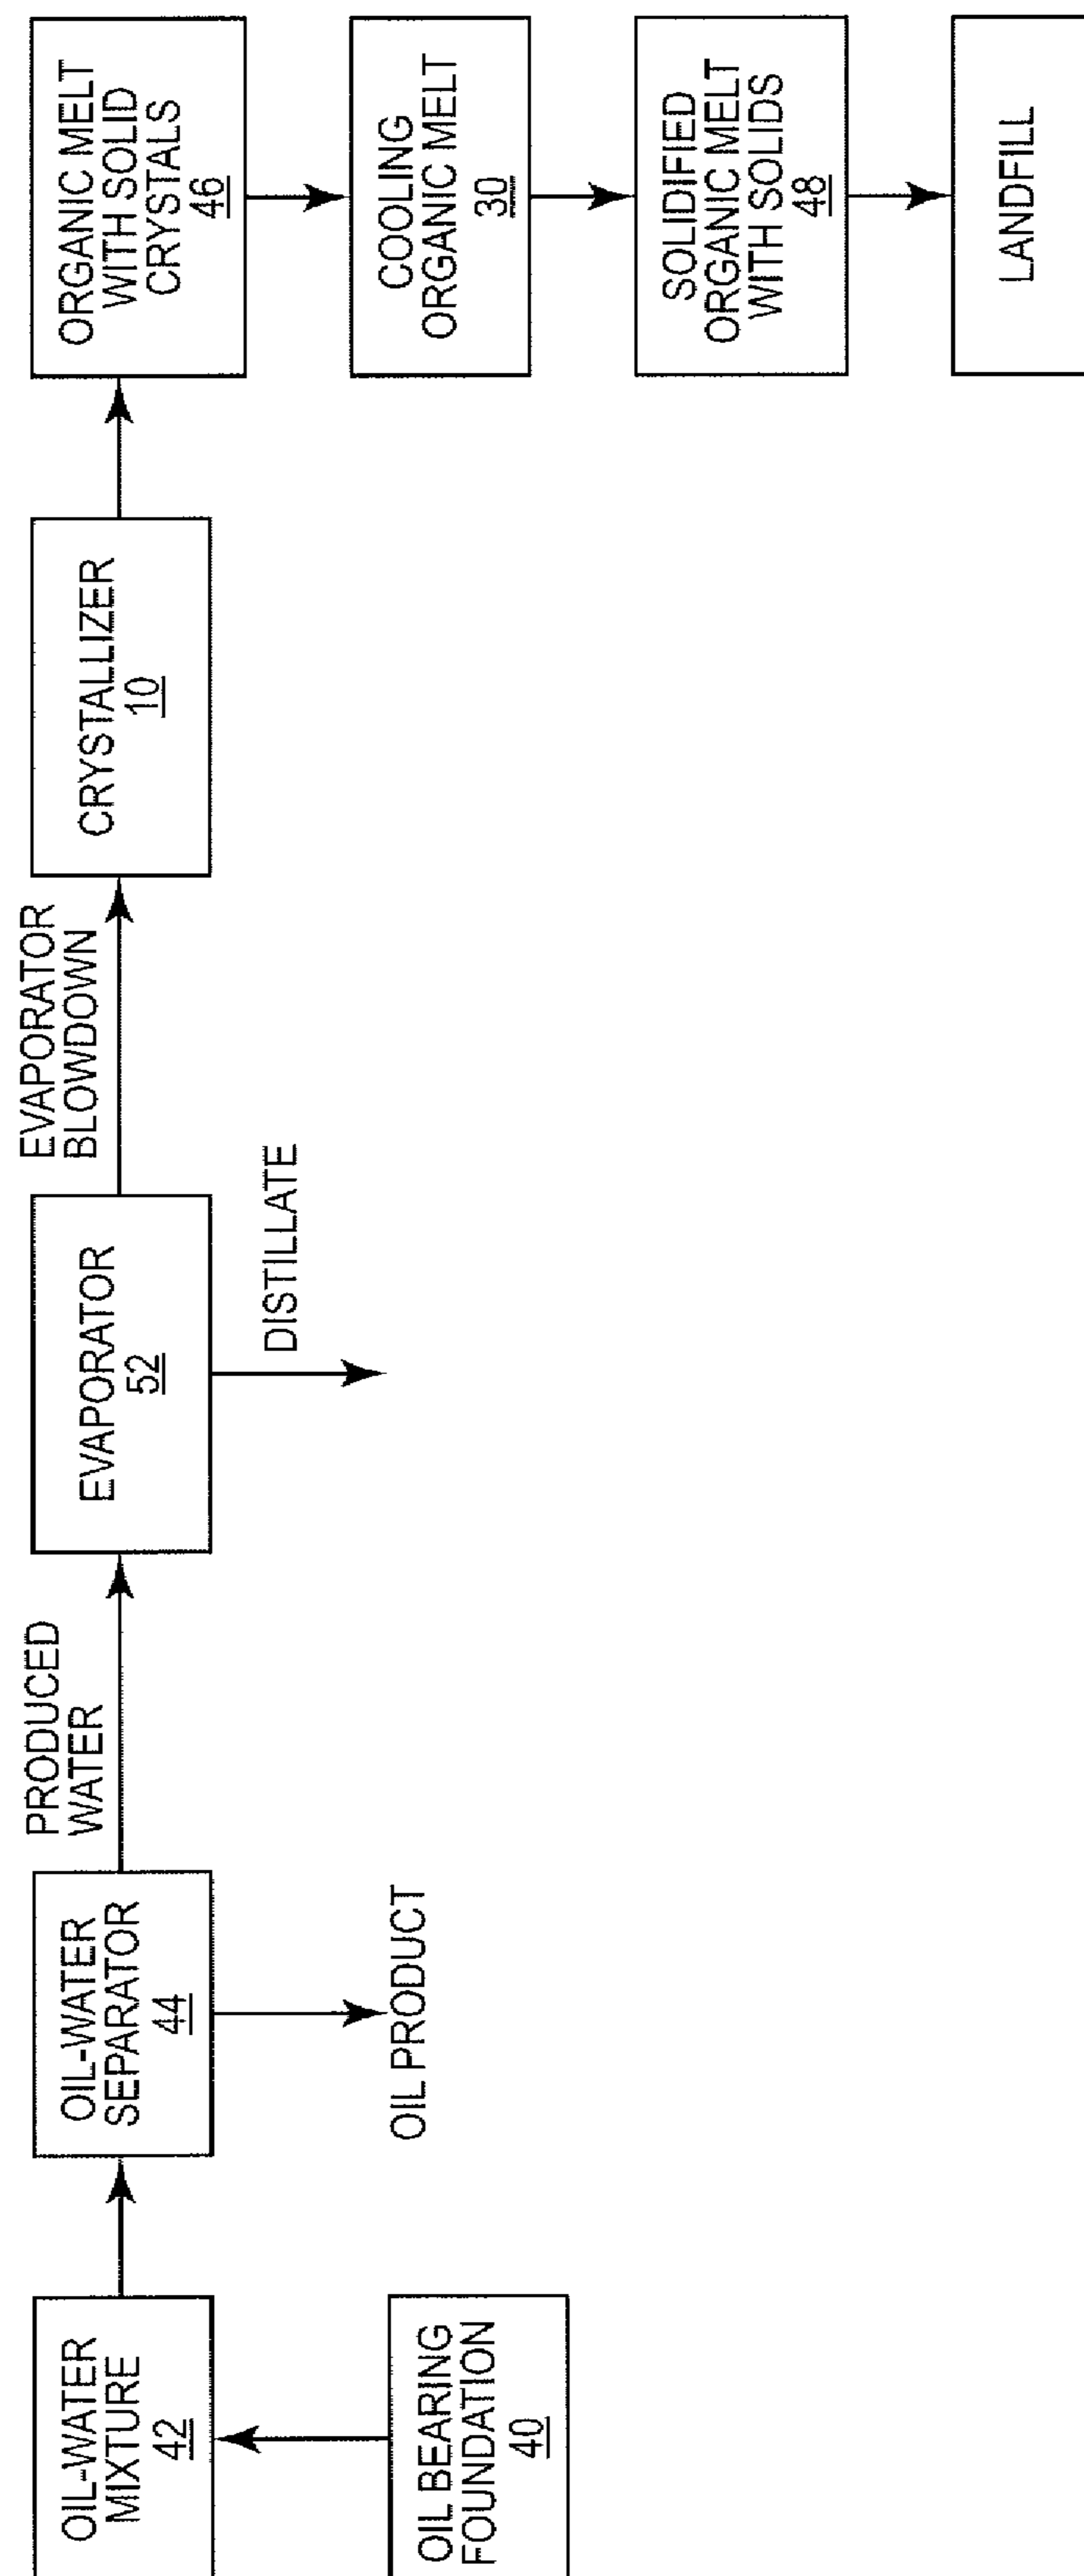 OIL BEARING
FOUNDATION
40
OIL-WATER
MIXTURE
42
OIL-WATER
SEPARATOR
44
OIL PRODUCT
PRODUCED
WATER
EVAPORATOR
52
DISTILLATE
EVAPORATOR
BLOWDOWN
CRYSTALLIZER
10
ORGANIC MELT
WITH SOLID
CRYSTALS
46
COOLING
ORGANIC MELT
30
SOLIDIFIED
ORGANIC MELT
WITH SOLIDS
48
LANDFILL